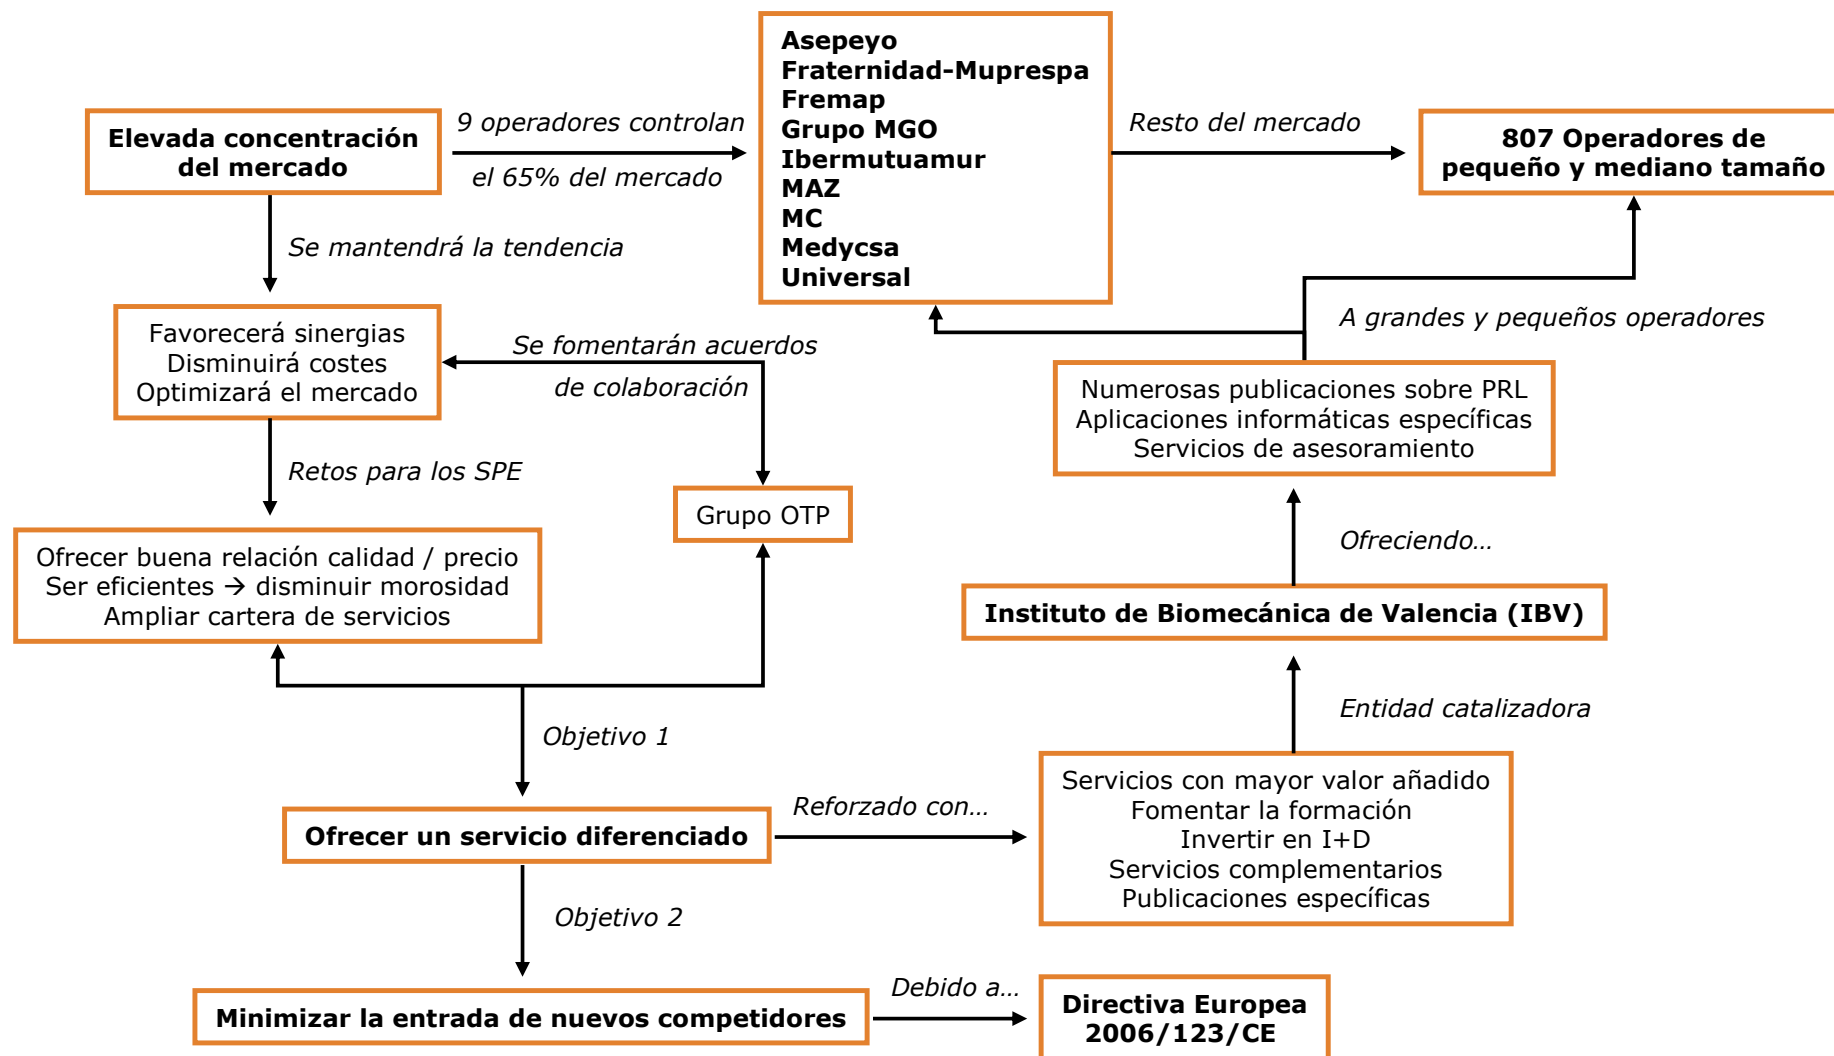 Elevada concentración
del mercado
9 operadores controlan
el 65% del mercado
Asepeyo
Fraternidad-Muprespa
Fremap
Grupo MGO
Ibermutuamur
MAZ
MC
Medycsa
Universal
Resto del mercado
807 Operadores de
pequeño y mediano tamaño
Se mantendrá la tendencia
Favorecerá sinergias
Disminuirá costes
Optimizará el mercado
Se fomentarán acuerdos
de colaboración
A grandes y pequeños operadores
Numerosas publicaciones sobre PRL
Aplicaciones informáticas específicas
Servicios de asesoramiento
Retos para los SPE
Grupo OTP
Ofreciendo…
Ofrecer buena relación calidad / precio
Ser eficientes → disminuir morosidad
Ampliar cartera de servicios
Instituto de Biomecánica de Valencia (IBV)
Entidad catalizadora
Objetivo 1
Ofrecer un servicio diferenciado
Reforzado con…
Servicios con mayor valor añadido
Fomentar la formación
Invertir en I+D
Servicios complementarios
Publicaciones específicas
Objetivo 2
Minimizar la entrada de nuevos competidores
Debido a…
Directiva Europea
2006/123/CE